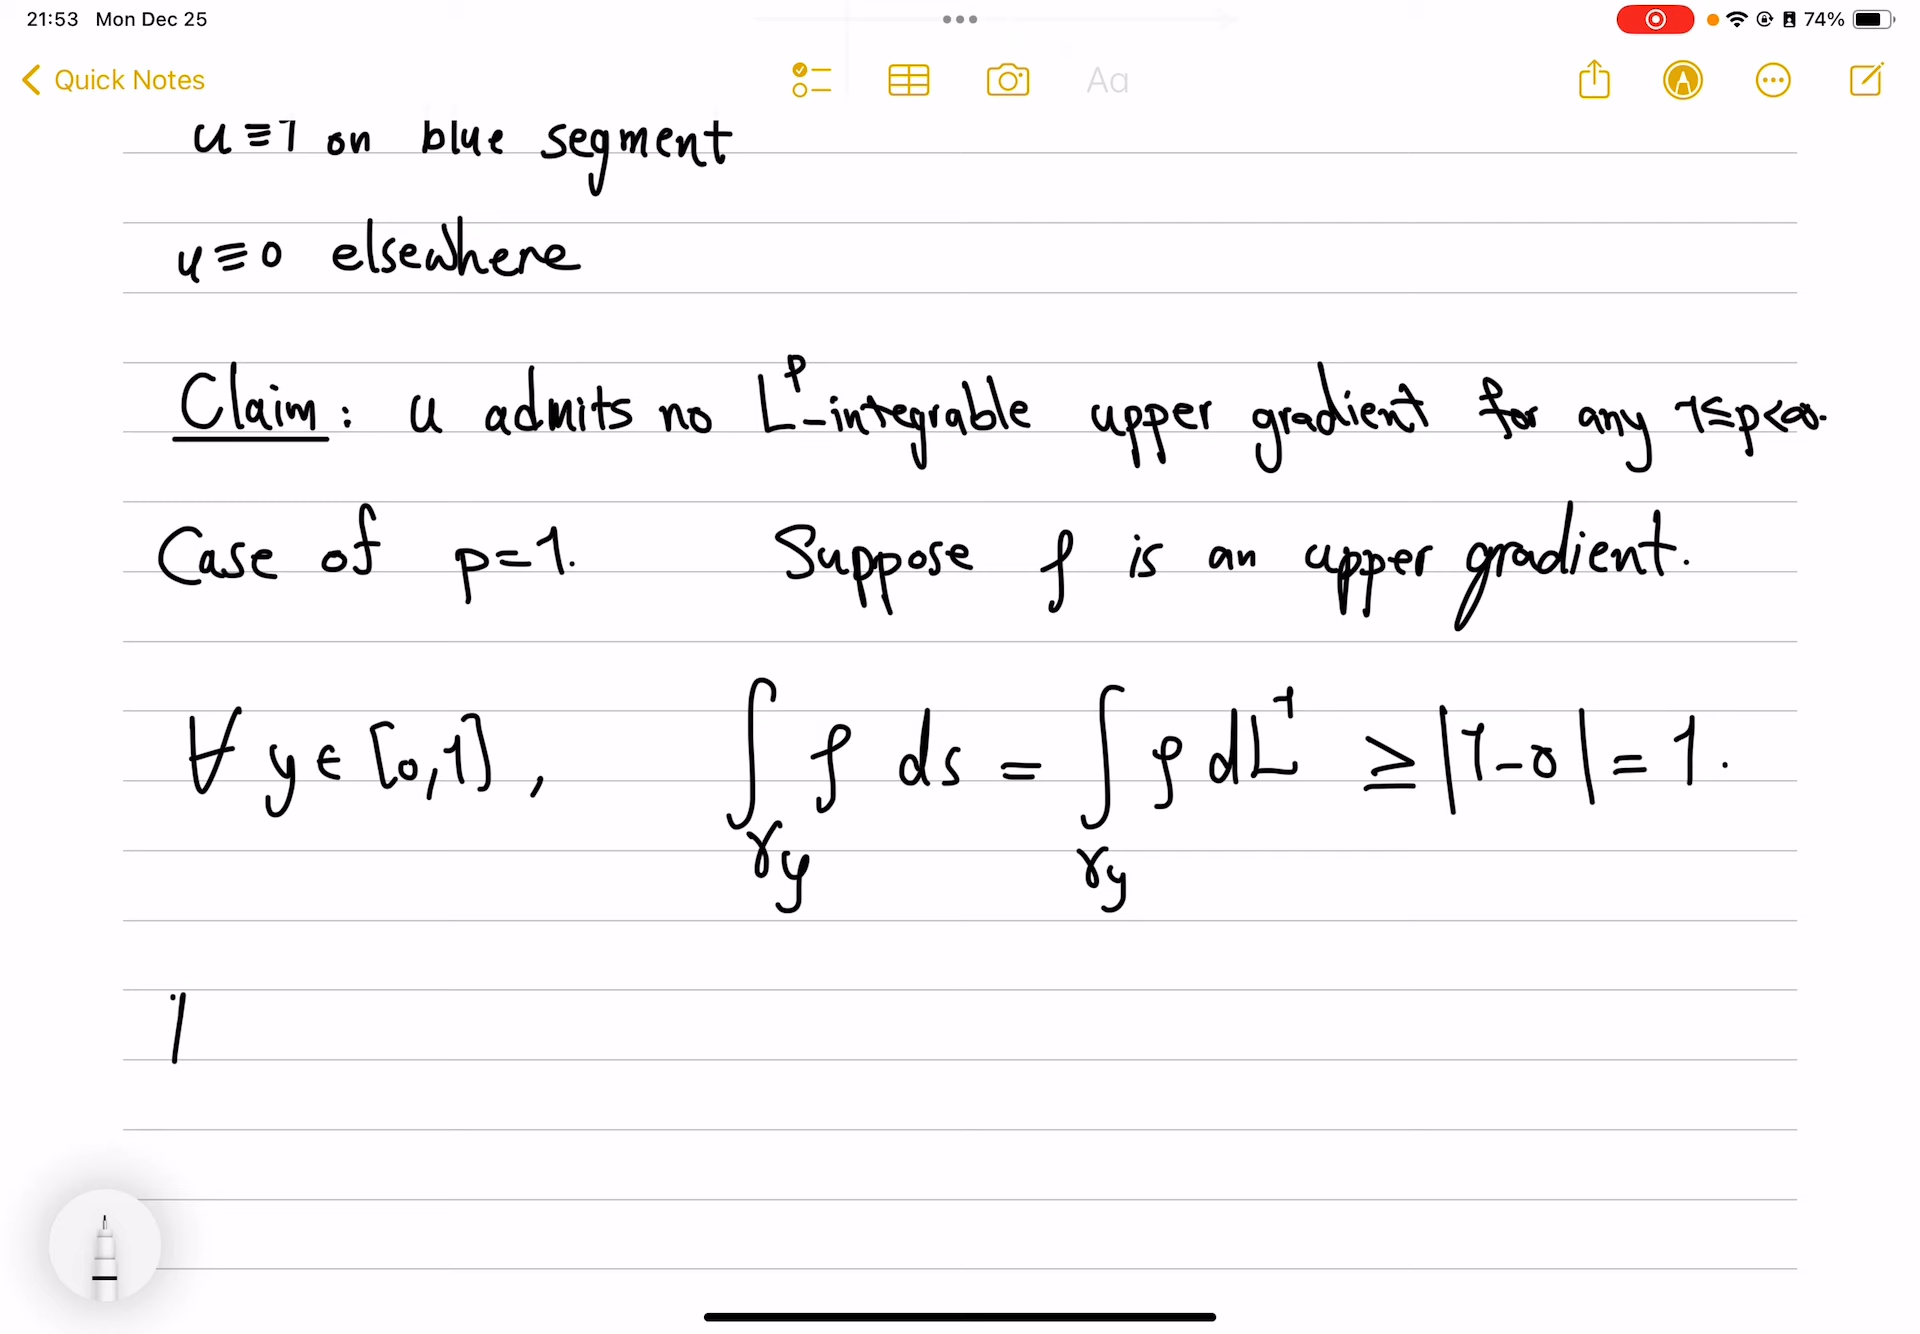 21:53 Mon Dec 25 74%
Quick Notes Aa
u ≡ 1 on blue segment
u ≡ 0 elsewhere
Claim: u admits no L^p-integrable upper gradient for any 1≤p<∞.
Case of p=1. Suppose ρ is an upper gradient.
∀ y ∈ [0,1], ∫_{γ_y} ρ ds = ∫_{γ_y} ρ dL^1 ≥ |1-0| = 1.